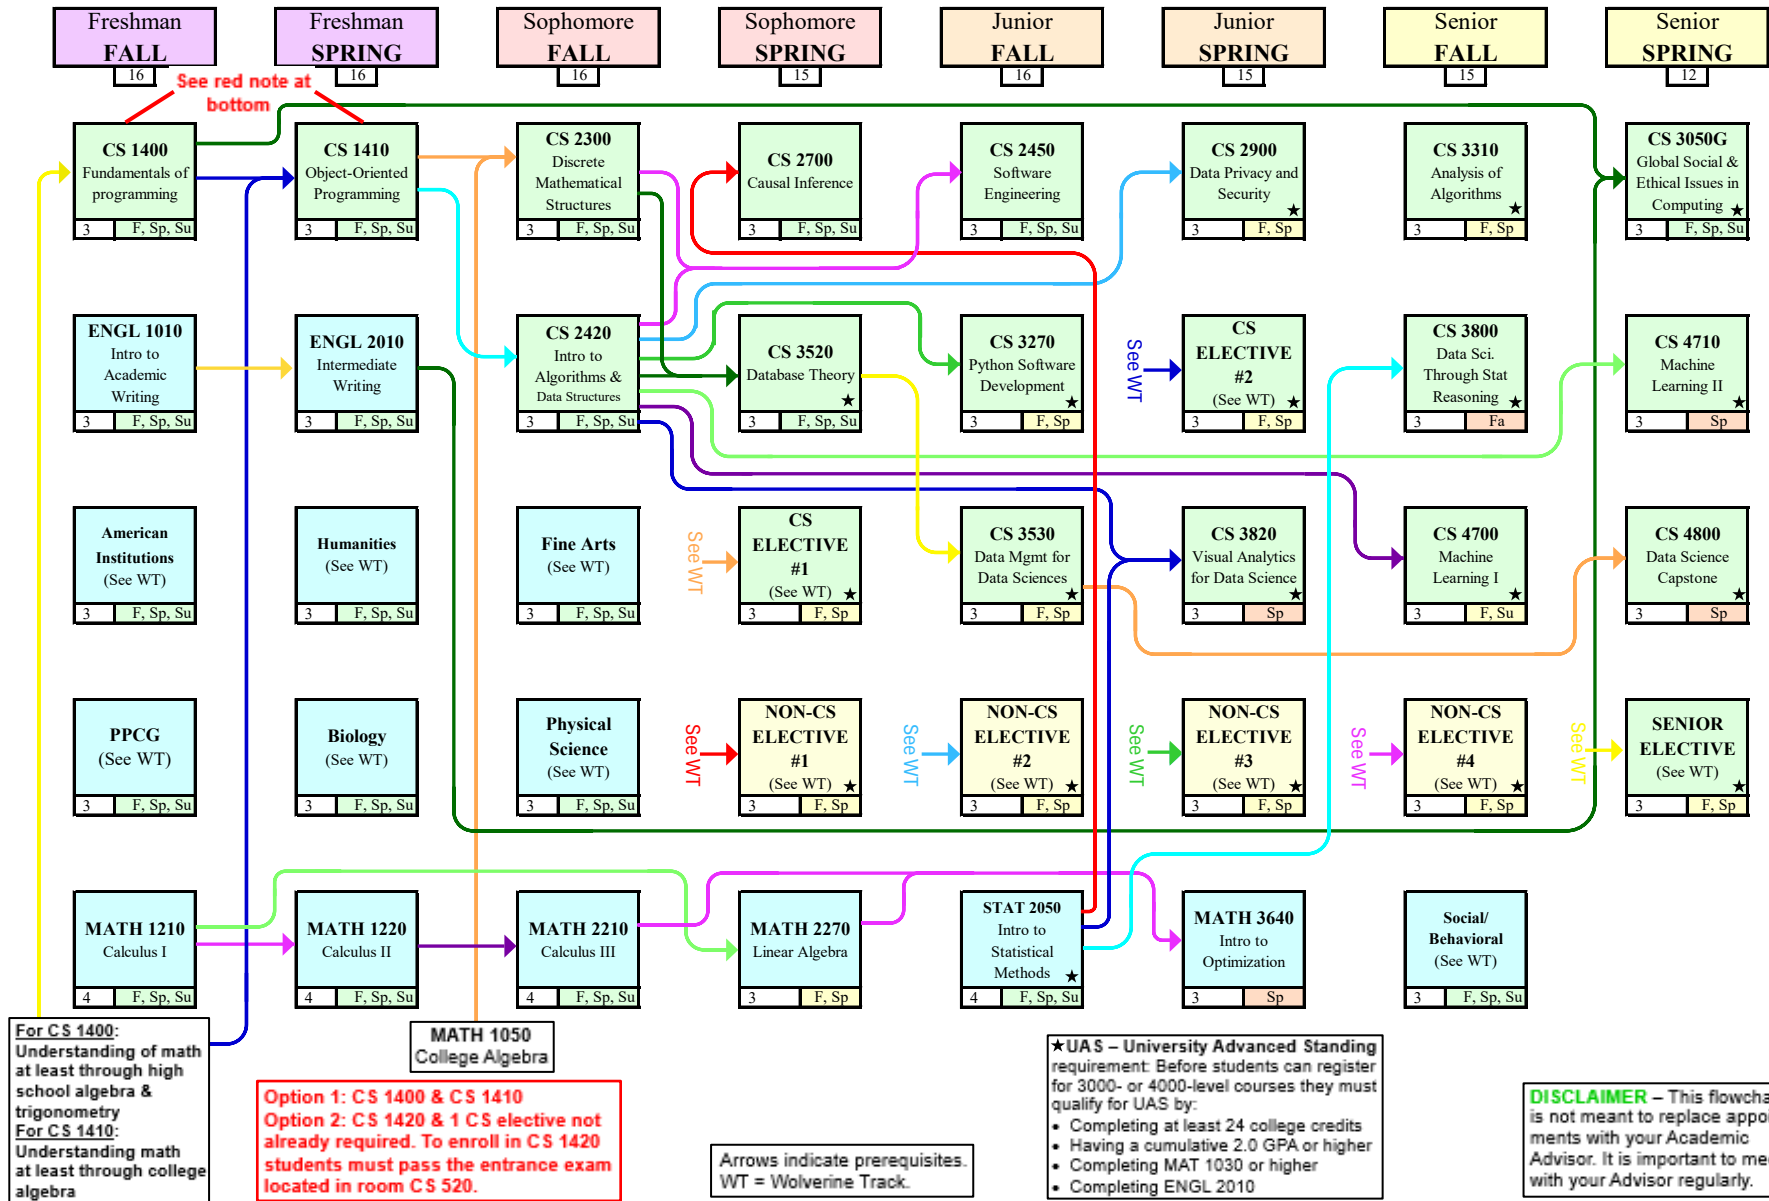 Freshman
FALL
16
Freshman
SPRING
16
Sophomore
FALL
16
Sophomore
SPRING
15
Junior
FALL
16
Junior
SPRING
15
Senior
FALL
15
Senior
SPRING
12
See red note at
bottom
CS 1400
Fundamentals of
programming
3 F, Sp, Su
CS 1410
Object-Oriented
Programming
3 F, Sp, Su
CS 2300
Discrete
Mathematical
Structures
3 F, Sp, Su
CS 2700
Causal Inference
3 F, Sp, Su
CS 2450
Software
Engineering
3 F, Sp, Su
CS 2900
Data Privacy and
Security ★
3 F, Sp
CS 3310
Analysis of
Algorithms ★
3 F, Sp
CS 3050G
Global Social &
Ethical Issues in
Computing ★
3 F, Sp, Su
ENGL 1010
Intro to
Academic
Writing
3 F, Sp, Su
ENGL 2010
Intermediate
Writing
3 F, Sp, Su
CS 2420
Intro to
Algorithms &
Data Structures
3 F, Sp, Su
CS 3520
Database Theory
★
3 F, Sp, Su
CS 3270
Python Software
Development
★
3 F, Sp
See WT
CS
ELECTIVE
#2
(See WT) ★
3 F, Sp
CS 3800
Data Sci.
Through Stat
Reasoning ★
3 Fa
CS 4710
Machine
Learning II
★
3 Sp
American
Institutions
(See WT)
3 F, Sp, Su
Humanities
(See WT)
3 F, Sp, Su
Fine Arts
(See WT)
3 F, Sp, Su
See WT
CS
ELECTIVE
#1
(See WT) ★
3 F, Sp
CS 3530
Data Mgmt for
Data Sciences
★
3 F, Sp
CS 3820
Visual Analytics
for Data Science
★
3 Sp
CS 4700
Machine
Learning I
★
3 F, Su
CS 4800
Data Science
Capstone
★
3 Sp
PPCG
(See WT)
3 F, Sp, Su
Biology
(See WT)
3 F, Sp, Su
Physical
Science
(See WT)
3 F, Sp, Su
See WT
NON-CS
ELECTIVE
#1
(See WT) ★
3 F, Sp
See WT
NON-CS
ELECTIVE
#2
(See WT) ★
3 F, Sp
See WT
NON-CS
ELECTIVE
#3
(See WT) ★
3 F, Sp
See WT
NON-CS
ELECTIVE
#4
(See WT) ★
3 F, Sp
See WT
SENIOR
ELECTIVE
(See WT)
★
3 F, Sp
MATH 1210
Calculus I
4 F, Sp, Su
MATH 1220
Calculus II
4 F, Sp, Su
MATH 2210
Calculus III
4 F, Sp, Su
MATH 2270
Linear Algebra
3 F, Sp
STAT 2050
Intro to
Statistical
Methods ★
4 F, Sp, Su
MATH 3640
Intro to
Optimization
3 Sp
Social/
Behavioral
(See WT)
3 F, Sp, Su
For CS 1400:
Understanding of math
at least through high
school algebra &
trigonometry
For CS 1410:
Understanding math
at least through college
algebra
MATH 1050
College Algebra
Option 1: CS 1400 & CS 1410
Option 2: CS 1420 & 1 CS elective not
already required. To enroll in CS 1420
students must pass the entrance exam
located in room CS 520.
Arrows indicate prerequisites.
WT = Wolverine Track.
★UAS – University Advanced Standing
requirement: Before students can register
for 3000- or 4000-level courses they must
qualify for UAS by:
• Completing at least 24 college credits
• Having a cumulative 2.0 GPA or higher
• Completing MAT 1030 or higher
• Completing ENGL 2010
DISCLAIMER – This flowcha
is not meant to replace appoi
ments with your Academic
Advisor. It is important to me
with your Advisor regularly.